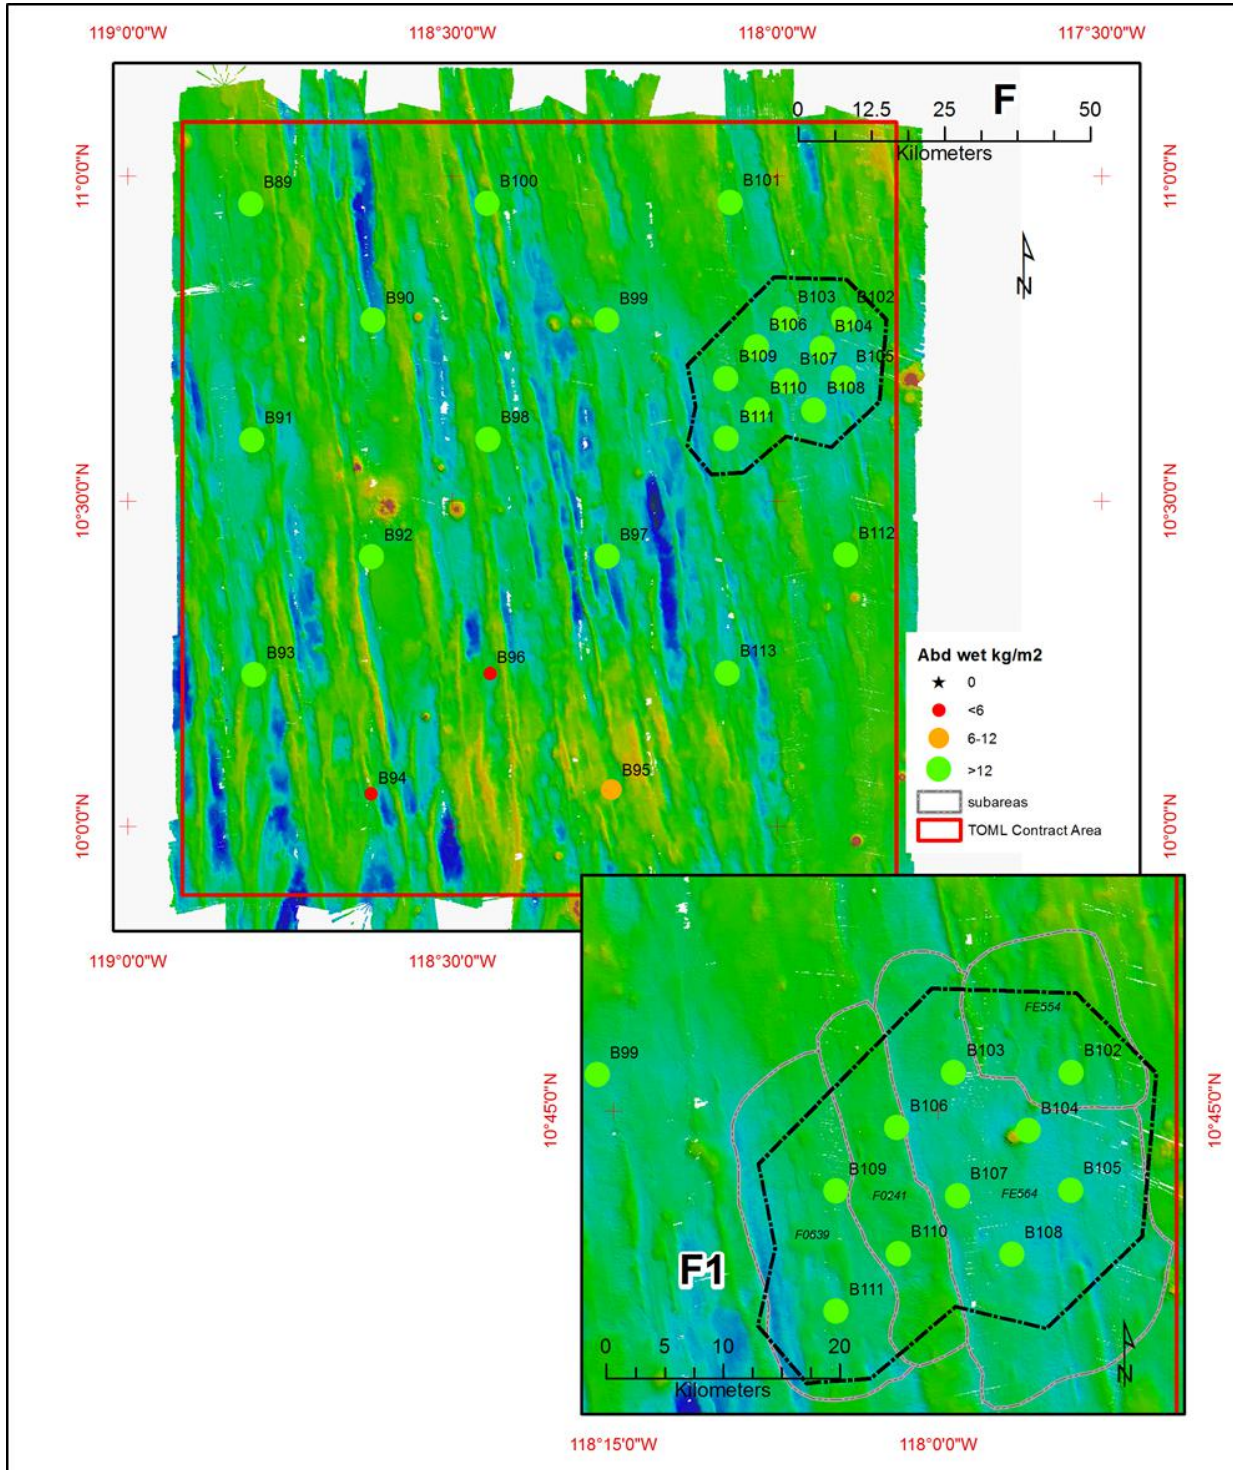 119°0'0"W 118°30'0"W 118°0'0"W 117°30'0"W
F
0 12.5 25 50
Kilometers
11°0'0"N 11°0'0"N
B89 B100 B101
N
B90 B99 B103 B102
B106 B104
B109 B107 B105
B110 B108
B91 B98 B111
10°30'0"N 10°30'0"N
B92 B97 B112
B93 B96 B113
Abd wet kg/m2
0
<6
6-12
>12
subareas
TOML Contract Area
B94 B95
10°0'0"N 10°0'0"N
119°0'0"W 118°30'0"W
FE554
B99 B103 B102
B106 B104
10°45'0"N 10°45'0"N
B109 B107 B105
F0241 FE564
F0639 B110 B108
F1
B111
0 5 10 20
Kilometers
N
118°15'0"W 118°0'0"W